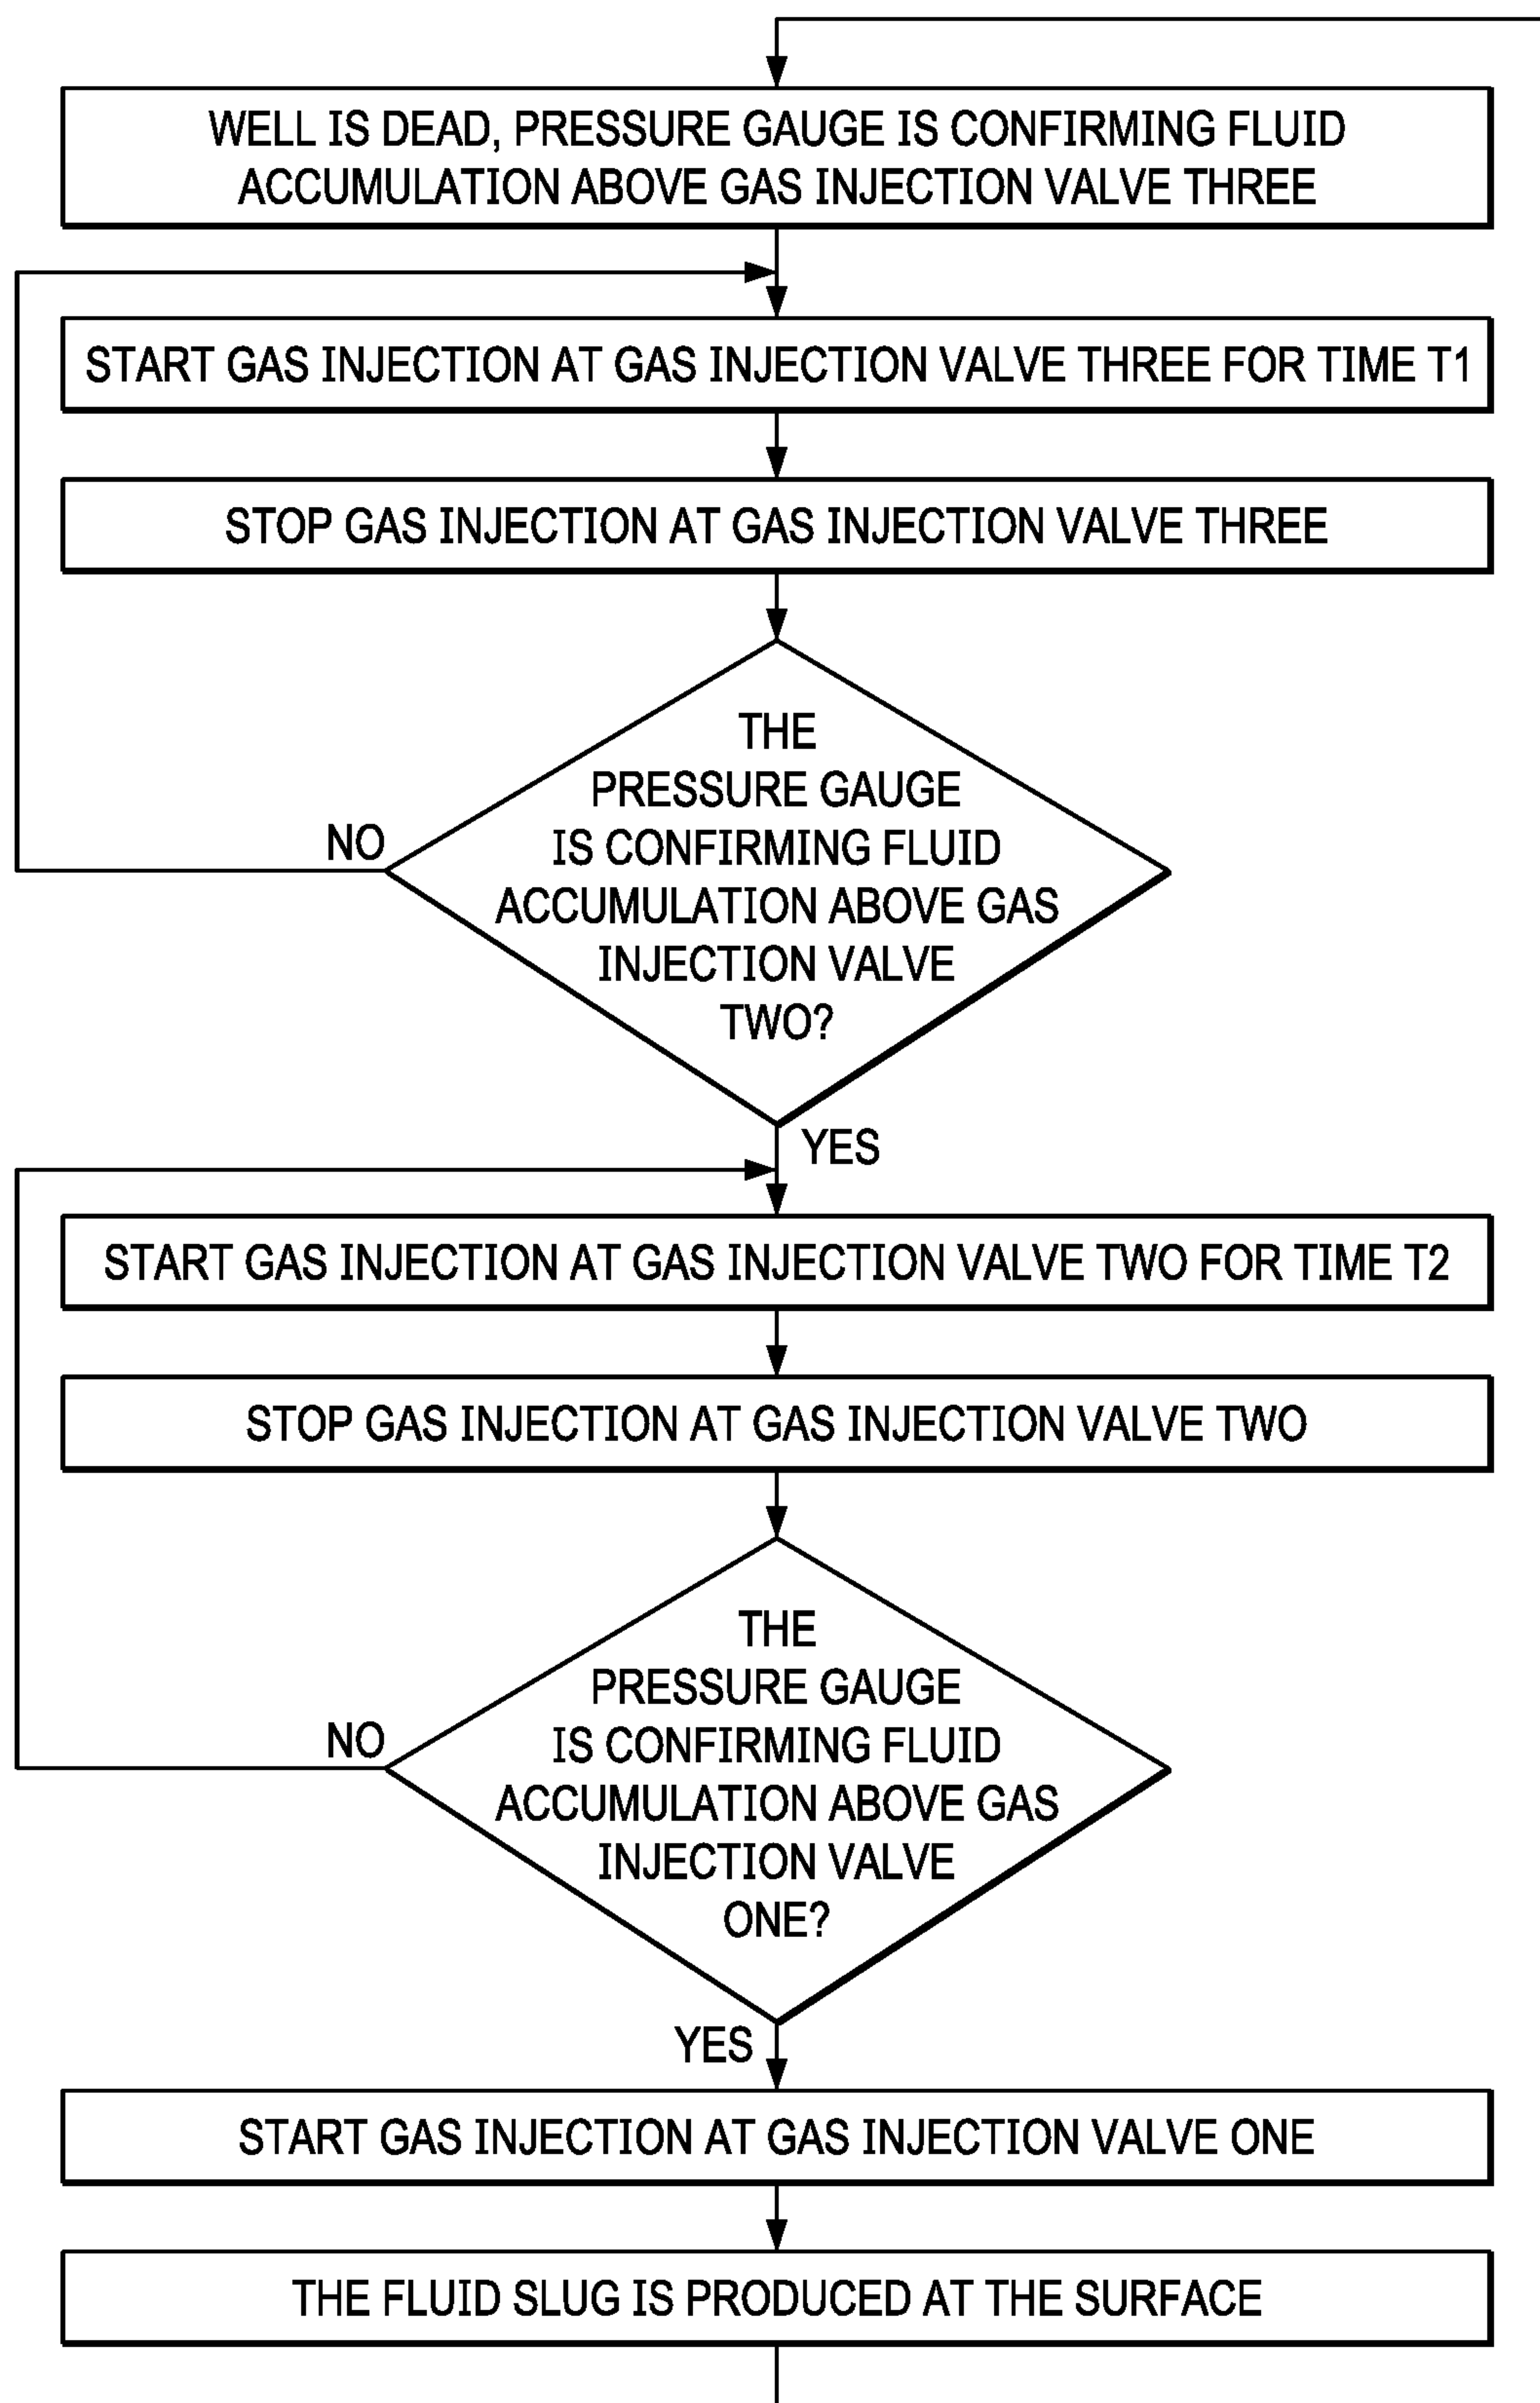 WELL IS DEAD, PRESSURE GAUGE IS CONFIRMING FLUID
ACCUMULATION ABOVE GAS INJECTION VALVE THREE
START GAS INJECTION AT GAS INJECTION VALVE THREE FOR TIME T1
STOP GAS INJECTION AT GAS INJECTION VALVE THREE
THE
PRESSURE GAUGE
IS CONFIRMING FLUID
ACCUMULATION ABOVE GAS
INJECTION VALVE
TWO?
NO
YES
START GAS INJECTION AT GAS INJECTION VALVE TWO FOR TIME T2
STOP GAS INJECTION AT GAS INJECTION VALVE TWO
THE
PRESSURE GAUGE
IS CONFIRMING FLUID
ACCUMULATION ABOVE GAS
INJECTION VALVE
ONE?
NO
YES
START GAS INJECTION AT GAS INJECTION VALVE ONE
THE FLUID SLUG IS PRODUCED AT THE SURFACE